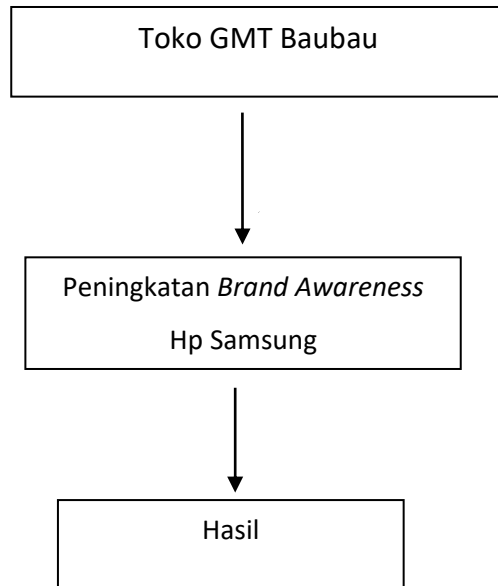 Toko GMT Baubau
Peningkatan Brand Awareness
Hp Samsung
Hasil